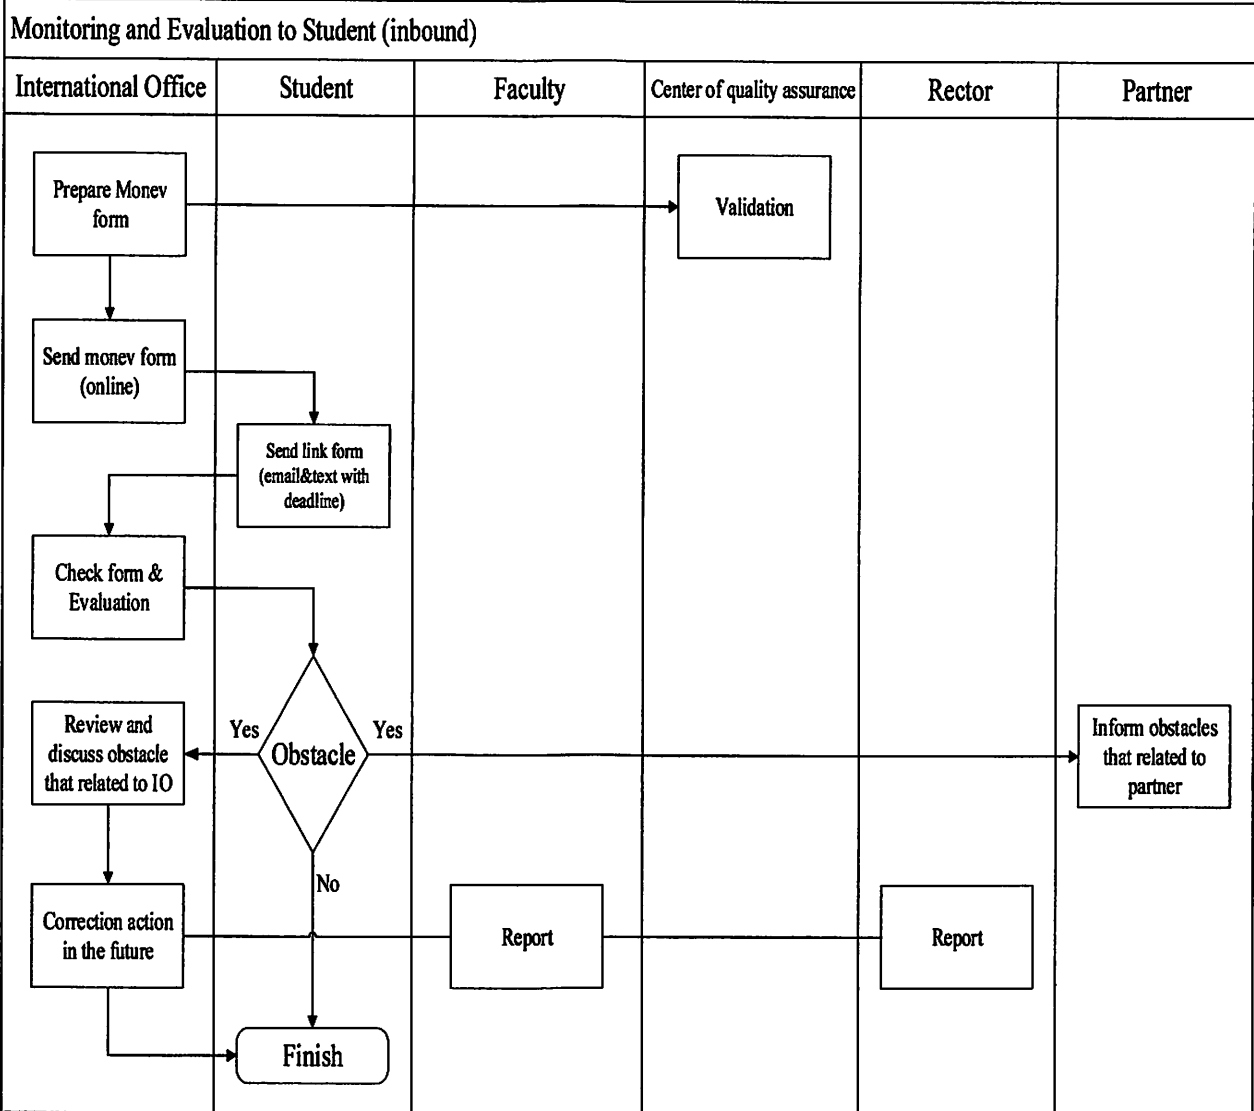 Monitoring and Evaluation to Student (inbound)
International Office
Student
Faculty
Center of quality assurance
Rector
Partner
Prepare Monev
form
Validation
Send monev form
(online)
Send link form
(email&text with
deadline)
Check form &
Evaluation
Review and
discuss obstacle
that related to IO
Yes
Obstacle
Yes
Inform obstacles
that related to
partner
No
Correction action
in the future
Report
Report
Finish